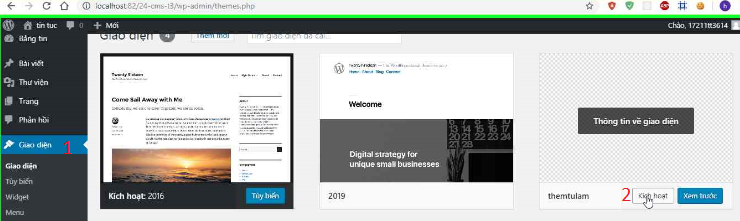 localhost:82/24-cms-l3/wp-admin/themes.php
tin tuc 0 + Mới Chào, 17211tt3614
Bảng tin
Bài viết
Thư viện
Trang
Phản hồi
Giao diện 1
Giao diện
Tùy biến
Widget
Menu
Giao diện 4 Thêm mới Tìm giao diện đã cài...
Twenty Sixteen
Come Sail Away with Me
Kích hoạt: 2016 Tùy biến
Welcome
Digital strategy for
unique small businesses
2019
Thông tin về giao diện
themtulam 2 Kích hoạt Xem trước